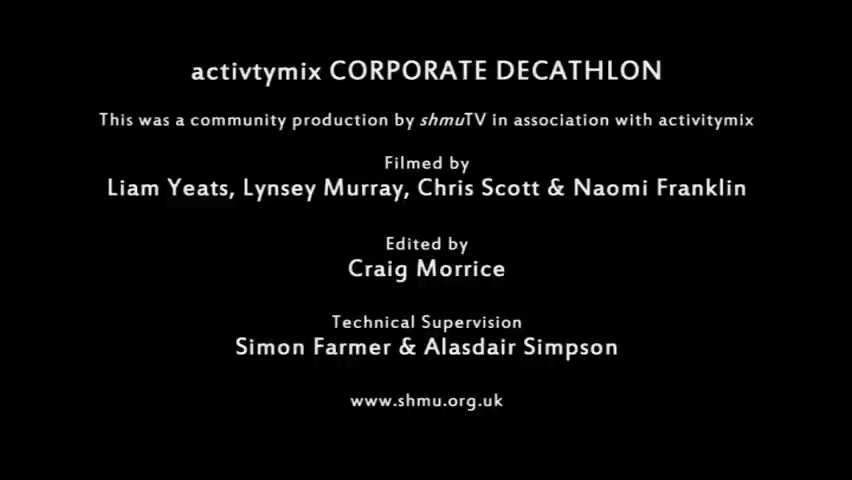 activtymix CORPORATE DECATHLON
This was a community production by shmuTV in association with activitymix
Filmed by
Liam Yeats, Lynsey Murray, Chris Scott & Naomi Franklin
Edited by
Craig Morrice
Technical Supervision
Simon Farmer & Alasdair Simpson
www.shmu.org.uk